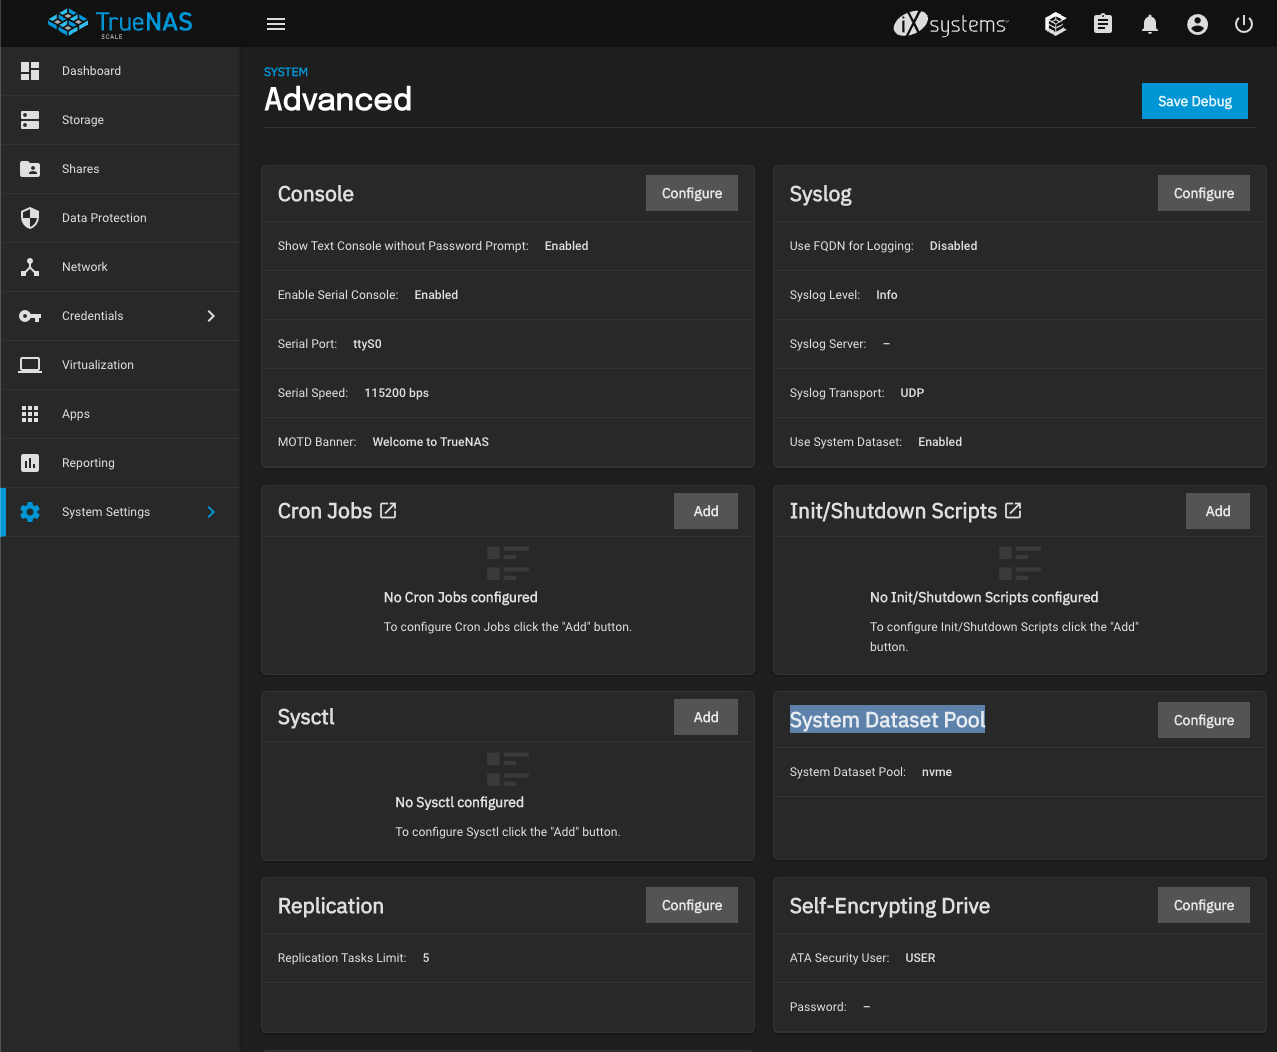 TrueNAS
SCALE
iXsystems
Dashboard
Storage
Shares
Data Protection
Network
Credentials
Virtualization
Apps
Reporting
System Settings
SYSTEM
Advanced
Save Debug
Console
Configure
Show Text Console without Password Prompt: Enabled
Enable Serial Console: Enabled
Serial Port: ttyS0
Serial Speed: 115200 bps
MOTD Banner: Welcome to TrueNAS
Syslog
Configure
Use FQDN for Logging: Disabled
Syslog Level: Info
Syslog Server: –
Syslog Transport: UDP
Use System Dataset: Enabled
Cron Jobs
Add
No Cron Jobs configured
To configure Cron Jobs click the "Add" button.
Init/Shutdown Scripts
Add
No Init/Shutdown Scripts configured
To configure Init/Shutdown Scripts click the "Add"
button.
Sysctl
Add
No Sysctl configured
To configure Sysctl click the "Add" button.
System Dataset Pool
Configure
System Dataset Pool: nvme
Replication
Configure
Replication Tasks Limit: 5
Self-Encrypting Drive
Configure
ATA Security User: USER
Password: –